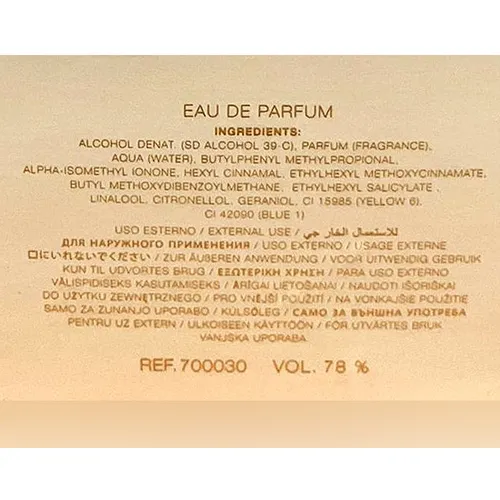 EAU DE PARFUM
INGREDIENTS:
ALCOHOL DENAT. (SD ALCOHOL 39-C), PARFUM (FRAGRANCE),
AQUA (WATER), BUTYLPHENYL METHYLPROPIONAL,
ALPHA-ISOMETHYL IONONE, HEXYL CINNAMAL, ETHYLHEXYL METHOXYCINNAMATE,
BUTYL METHOXYDIBENZOYLMETHANE, ETHYLHEXYL SALICYLATE,
LINALOOL, CITRONELLOL, GERANIOL, CI 15985 (YELLOW 6),
CI 42090 (BLUE 1)
USO ESTERNO / EXTERNAL USE / للاستعمال الخارجي
ДЛЯ НАРУЖНОГО ПРИМЕНЕНИЯ / USO EXTERNO / USAGE EXTERNE
口にいれないでください / ZUR ÄUßEREN ANWENDUNG / VOOR UITWENDIG GEBRUIK
KUN TIL UDVORTES BRUG / ΕΞΩΤΕΡΙΚΗ ΧΡΗΣΗ / PARA USO EXTERNO
VÄLISPIDISEKS KASUTAMISEKS / ĀRĪGAI LIETOŠANAI / NAUDOTI IŠORIŠKAI
DO UŻYTKU ZEWNĘTRZNEGO / PRO VNĚJŠÍ POUŽITÍ / NA VONKAJŠIE POUŽITIE
SAMO ZA ZUNANJO UPORABO / KÜLSŐLEG / САМО ЗА ВЪНШНА УПОТРЕБА
PENTRU UZ EXTERN / ULKOISEEN KÄYTTÖÖN / FÖR UTVÄRTES BRUK
VANJSKA UPORABA
REF. 700030 VOL. 78 %